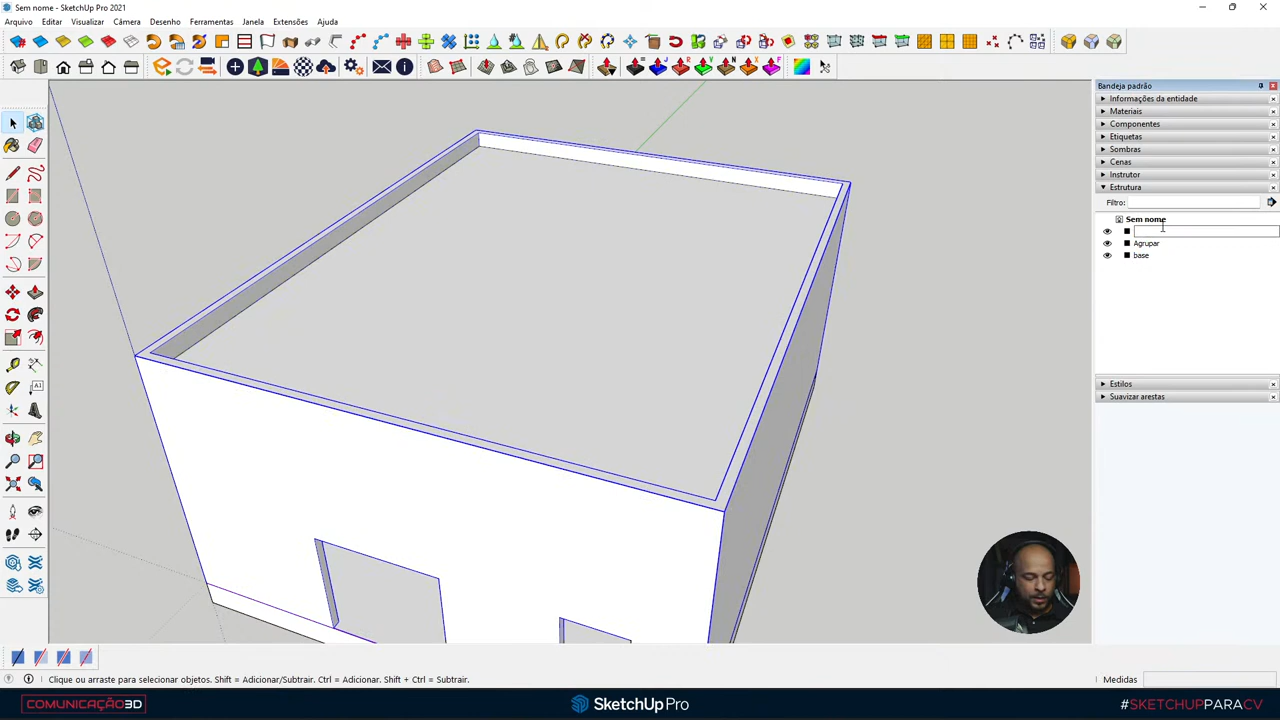 Sem nome - SketchUp Pro 2021
Arquivo Editar Visualizar Câmera Desenho Ferramentas Janela Extensões Ajuda
Bandeja padrão
Informações da entidade
Materiais
Componentes
Etiquetas
Sombras
Cenas
Instrutor
Estrutura
Filtro:
Sem nome
Agrupar
base
Estilos
Suavizar arestas
Clique ou arraste para selecionar objetos. Shift = Adicionar/Subtrair. Ctrl = Adicionar. Shift + Ctrl = Subtrair.
Medidas
COMUNICAÇÃO3D
SketchUp Pro
#SKETCHUPPARACV